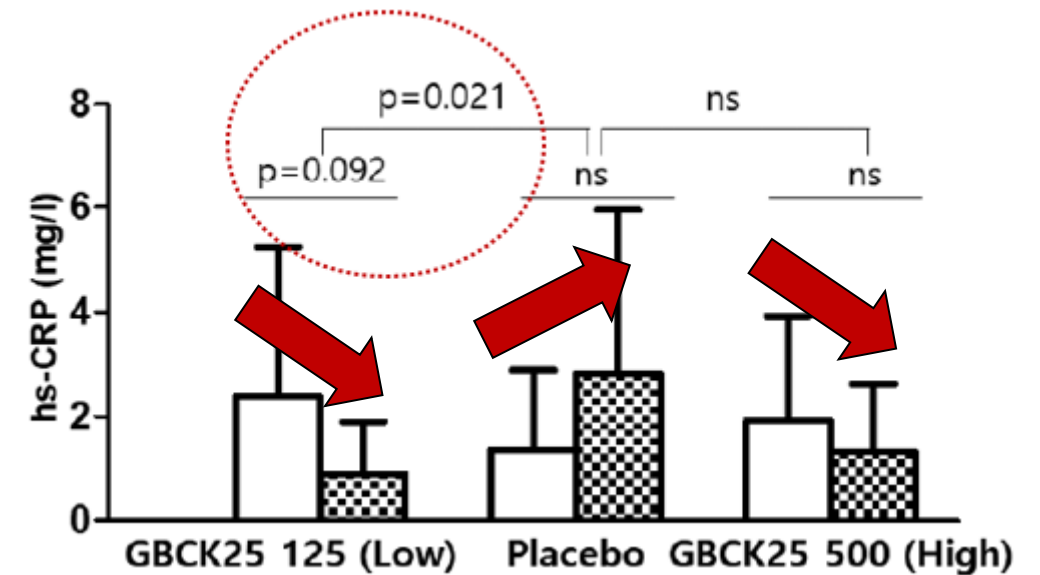 p=0.021
ns
p=0.092
ns
ns
hs-CRP (mg/l)
8
6
4
2
0
GBCK25 125 (Low)
Placebo
GBCK25 500 (High)